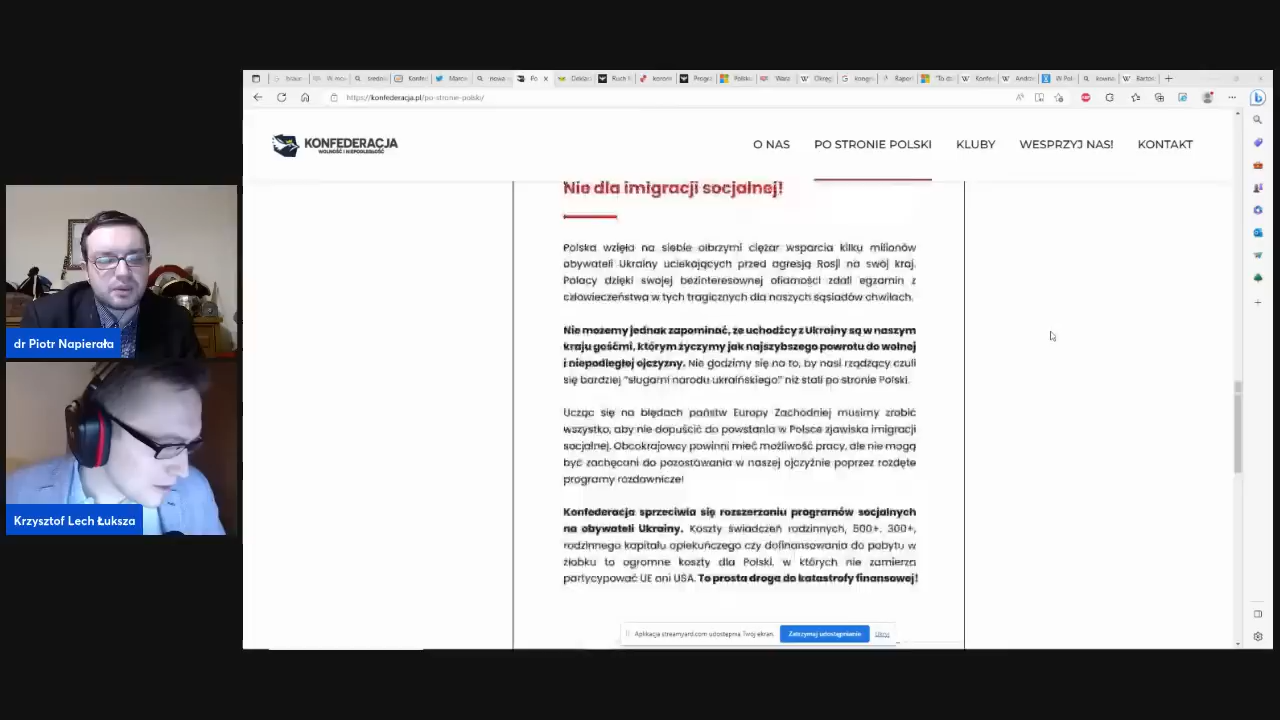 https://konfederacja.pl/po-stronie-polski/
KONFEDERACJA
WOLNOŚĆ I NIEPODLEGŁOŚĆ
O NAS
PO STRONIE POLSKI
KLUBY
WESPRZYJ NAS!
KONTAKT
Nie dla imigracji socjalnej!
Polska wzięła na siebie olbrzymi ciężar wsparcia kilku milionów
obywateli Ukrainy uciekających przed agresją Rosji na swój kraj.
Polacy dzięki swojej bezinteresownej ofiarności zdali egzamin z
człowieczeństwa w tych tragicznych dla naszych sąsiadów chwilach.
Nie możemy jednak zapominać, że uchodźcy z Ukrainy są w naszym
kraju gośćmi, którym życzymy jak najszybszego powrotu do wolnej
i niepodległej ojczyzny. Nie godzimy się na to, by nasi rządzący czuli
się bardziej "sługami narodu ukraińskiego" niż stali po stronie Polski.
Ucząc się na błędach państw Europy Zachodniej musimy zrobić
wszystko, aby nie dopuścić do powstania w Polsce zjawiska imigracji
socjalnej. Obcokrajowcy powinni mieć możliwość pracy, ale nie mogą
być zachęcani do pozostawania w naszej ojczyźnie poprzez rozdęte
programy rozdawnicze!
Konfederacja sprzeciwia się rozszerzaniu programów socjalnych
na obywateli Ukrainy. Koszty świadczeń rodzinnych, 500+, 300+,
rodzinnego kapitału opiekuńczego czy dofinansowania do pobytu w
żłobku to ogromne koszty dla Polski, w których nie zamierza
partycypować UE ani USA. To prosta droga do katastrofy finansowej!
Aplikacja streamyard.com udostępnia Twój ekran.
Zatrzymaj udostępnianie
Ukryj
dr Piotr Napierała
Krzysztof Lech Łuksza